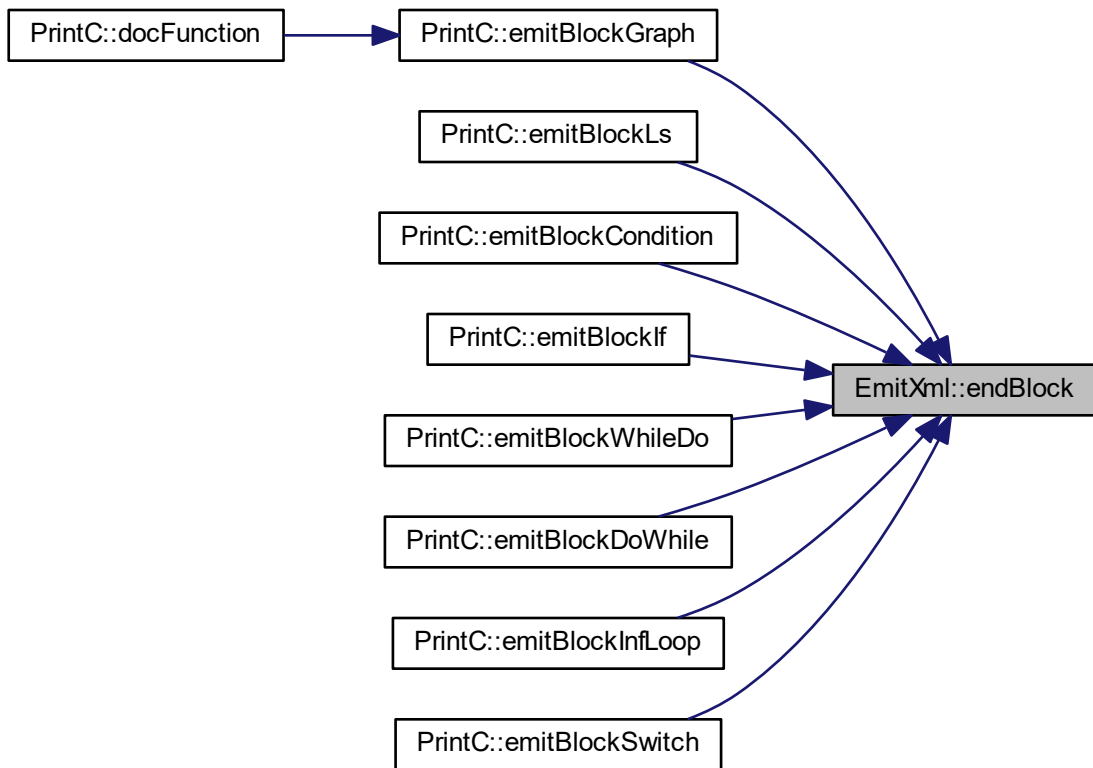 PrintC::docFunction
PrintC::emitBlockGraph
PrintC::emitBlockLs
PrintC::emitBlockCondition
PrintC::emitBlockIf
EmitXml::endBlock
PrintC::emitBlockWhileDo
PrintC::emitBlockDoWhile
PrintC::emitBlockInfLoop
PrintC::emitBlockSwitch